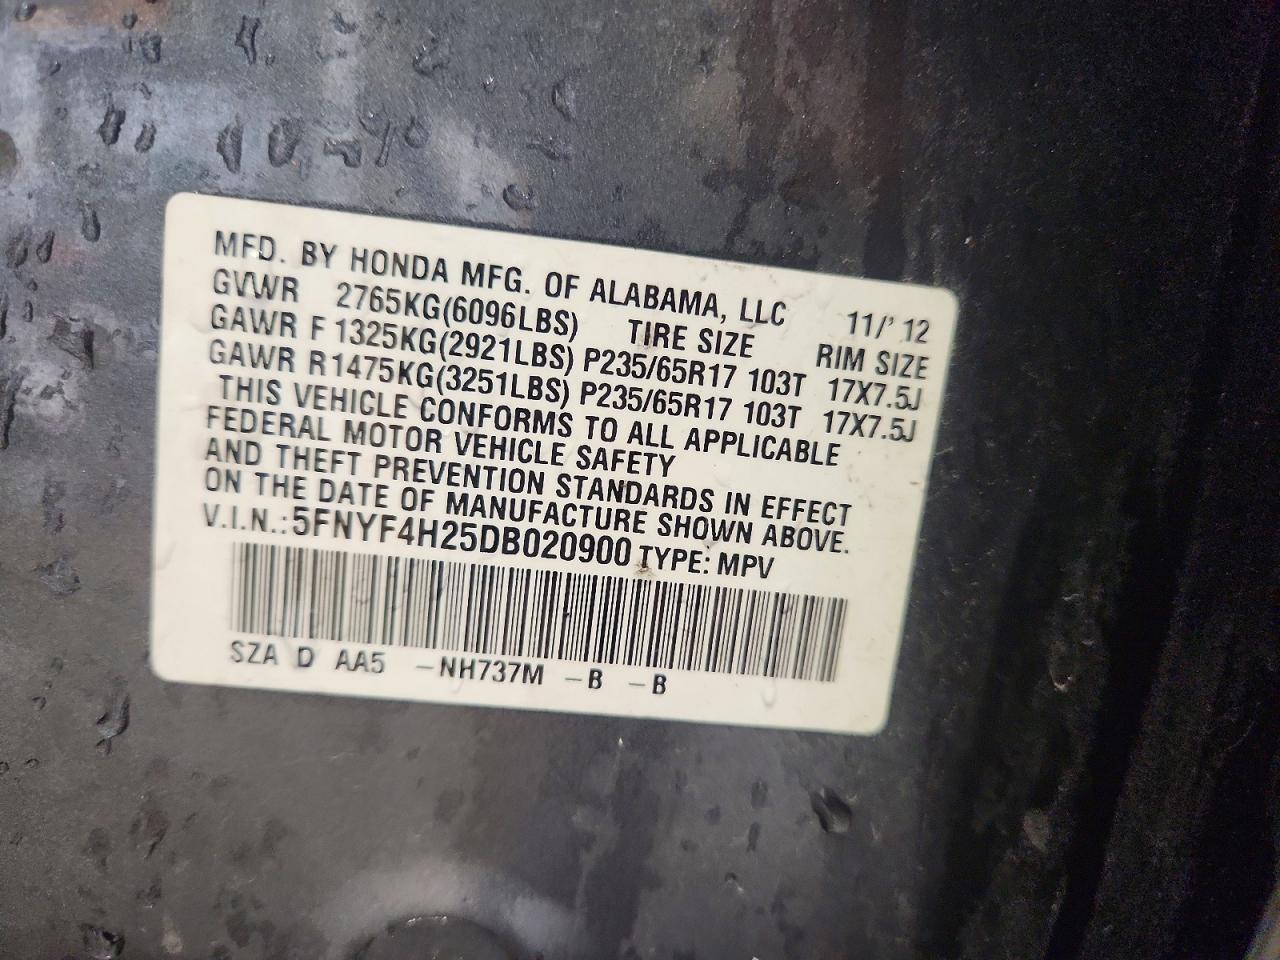 MFD. BY HONDA MFG. OF ALABAMA, LLC 11/' 12
GVWR 2765KG(6096LBS) TIRE SIZE RIM SIZE
GAWR F 1325KG(2921LBS) P235/65R17 103T 17X7.5J
GAWR R1475KG(3251LBS) P235/65R17 103T 17X7.5J
THIS VEHICLE CONFORMS TO ALL APPLICABLE
FEDERAL MOTOR VEHICLE SAFETY
AND THEFT PREVENTION STANDARDS IN EFFECT
ON THE DATE OF MANUFACTURE SHOWN ABOVE.
V.I.N.:5FNYF4H25DB020900 TYPE: MPV
SZA D AA5 -NH737M -B -B